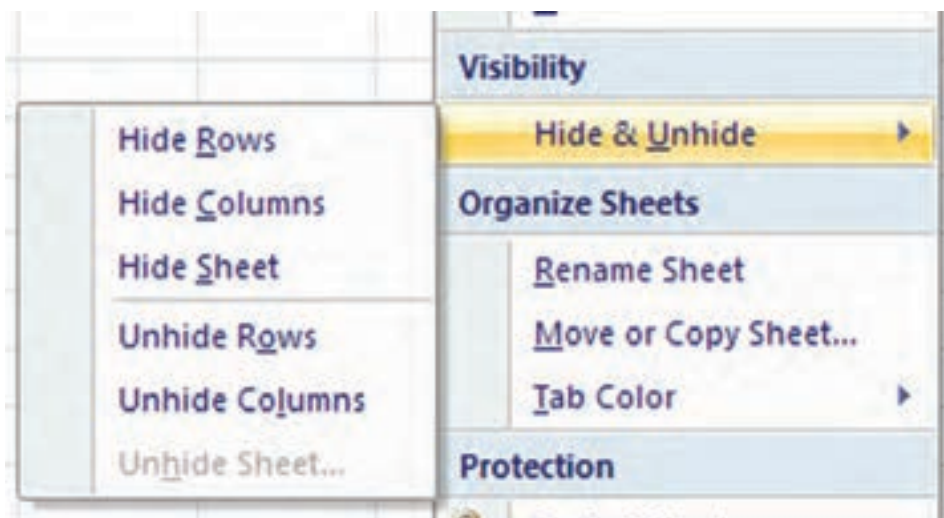 Visibility
Hide & Unhide
Hide Rows
Hide Columns
Hide Sheet
Unhide Rows
Unhide Columns
Unhide Sheet...
Organize Sheets
Rename Sheet
Move or Copy Sheet...
Tab Color
Protection